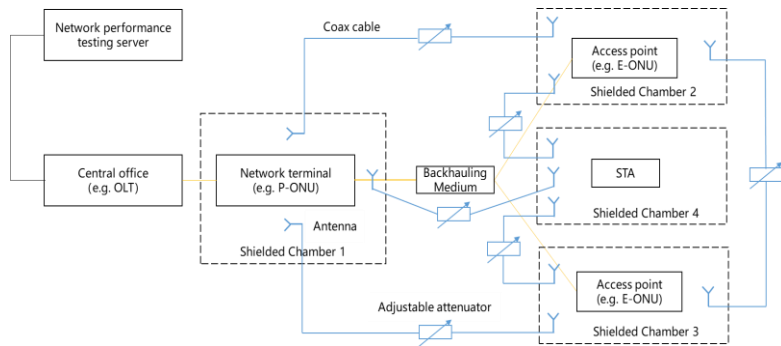 Network performance
testing server
Coax cable
Access point
(e.g. E-ONU)
Shielded Chamber 2
Central office
(e.g. OLT)
Network terminal
(e.g. P-ONU)
Backhauling
Medium
STA
Antenna
Shielded Chamber 1
Shielded Chamber 4
Access point
(e.g. E-ONU)
Adjustable attenuator
Shielded Chamber 3